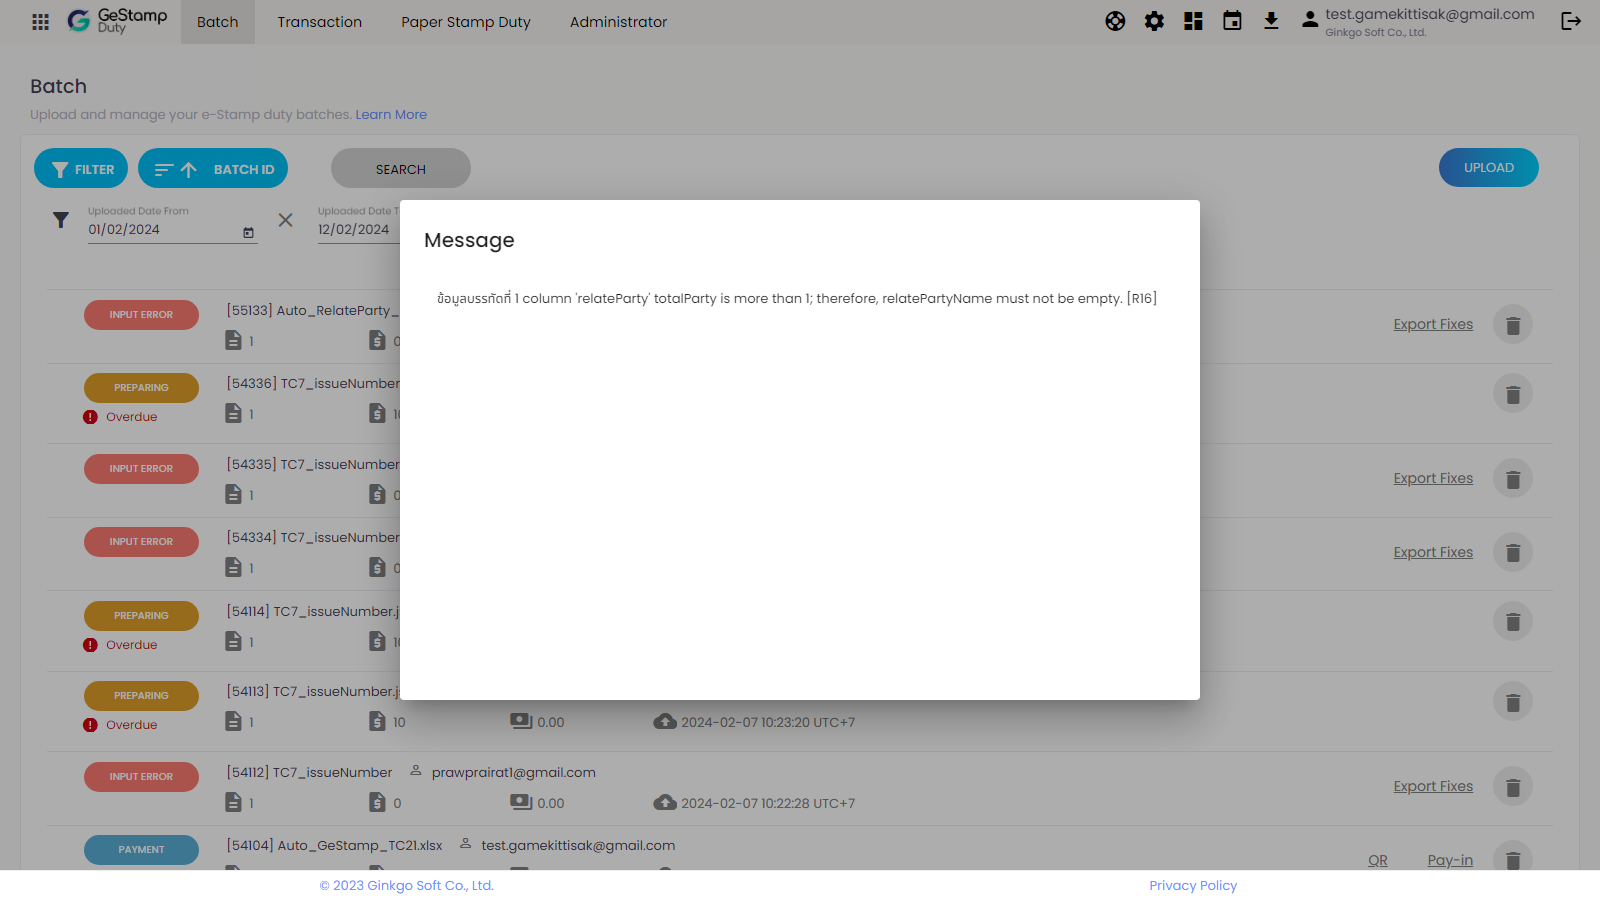 GeStamp
Duty
Batch
Transaction
Paper Stamp Duty
Administrator
test.gamekittisak@gmail.com
Ginkgo Soft Co., Ltd.
Batch
Upload and manage your e-Stamp duty batches. Learn More
FILTER
BATCH ID
SEARCH
UPLOAD
Uploaded Date From
01/02/2024
Uploaded Date T
12/02/2024
Message
ข้อมูลบรรทัดที่ 1 column 'relateParty' totalParty is more than 1; therefore, relatePartyName must not be empty. [R16]
INPUT ERROR
[55133] Auto_RelateParty_
1
0
Export Fixes
PREPARING
Overdue
[54336] TC7_issueNumber
1
10
INPUT ERROR
[54335] TC7_issueNumber
1
0
Export Fixes
INPUT ERROR
[54334] TC7_issueNumber
1
0
Export Fixes
PREPARING
Overdue
[54114] TC7_issueNumber.j
1
10
PREPARING
Overdue
[54113] TC7_issueNumber.j
1
10
0.00
2024-02-07 10:23:20 UTC+7
INPUT ERROR
[54112] TC7_issueNumber
prawprairat1@gmail.com
1
0
0.00
2024-02-07 10:22:28 UTC+7
Export Fixes
PAYMENT
[54104] Auto_GeStamp_TC21.xlsx
test.gamekittisak@gmail.com
QR
Pay-in
© 2023 Ginkgo Soft Co., Ltd.
Privacy Policy